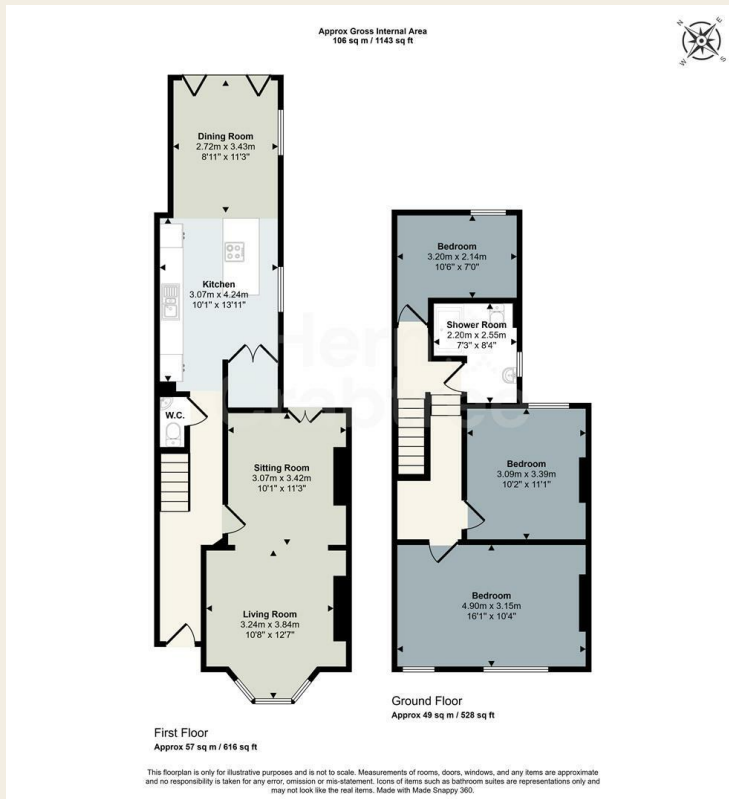 Approx Gross Internal Area
106 sq m / 1143 sq ft
N
E
S
W
Dining Room
2.72m x 3.43m
8'11" x 11'3"
Kitchen
3.07m x 4.24m
10'1" x 13'11"
W.C.
Sitting Room
3.07m x 3.42m
10'1" x 11'3"
Living Room
3.24m x 3.84m
10'8" x 12'7"
First Floor
Approx 57 sq m / 616 sq ft
Bedroom
3.20m x 2.14m
10'6" x 7'0"
Shower Room
2.20m x 2.55m
7'3" x 8'4"
Bedroom
3.09m x 3.39m
10'2" x 11'1"
Bedroom
4.90m x 3.15m
16'1" x 10'4"
Ground Floor
Approx 49 sq m / 528 sq ft
This floorplan is only for illustrative purposes and is not to scale. Measurements of rooms, doors, windows, and any items are approximate
and no responsibility is taken for any error, omission or mis-statement. Icons of items such as bathroom suites are representations only and
may not look like the real items. Made with Made Snappy 360.